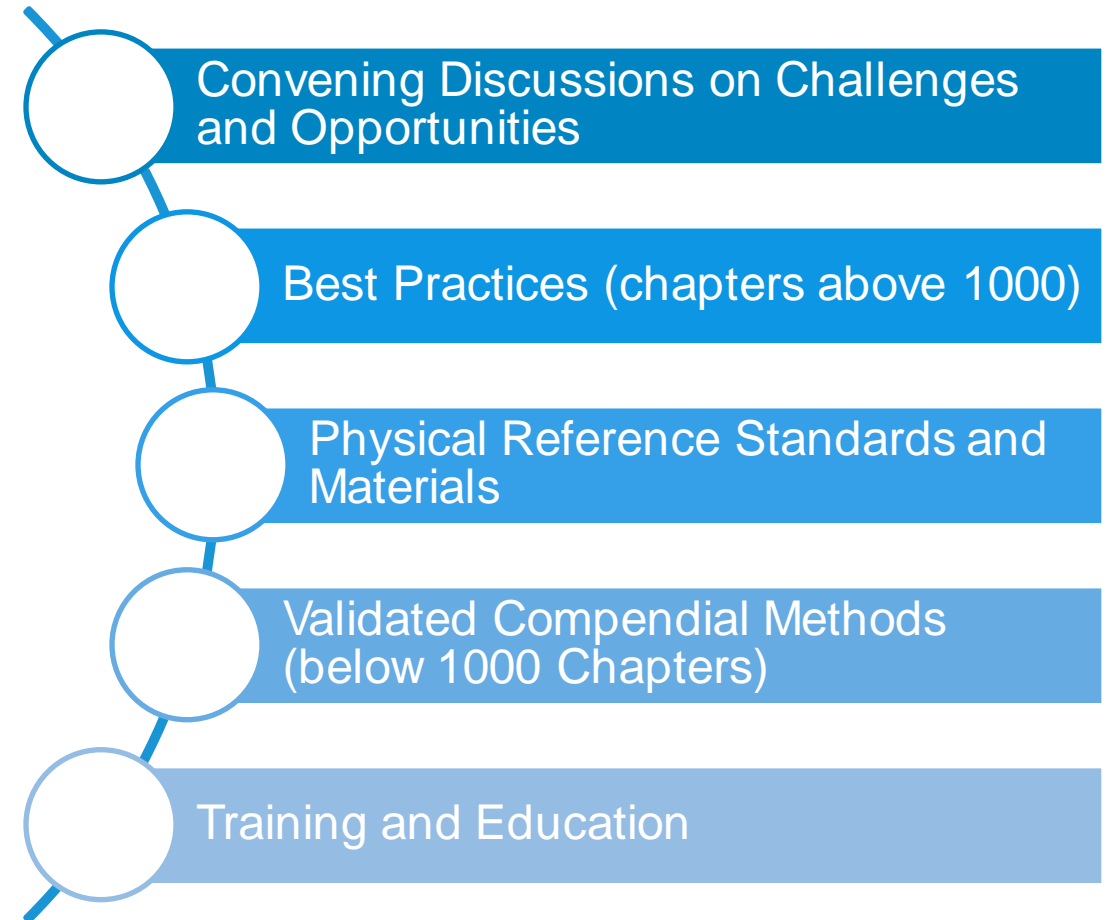 Convening Discussions on Challenges
and Opportunities
Best Practices (chapters above 1000)
Physical Reference Standards and
Materials
Validated Compendial Methods
(below 1000 Chapters)
Training and Education